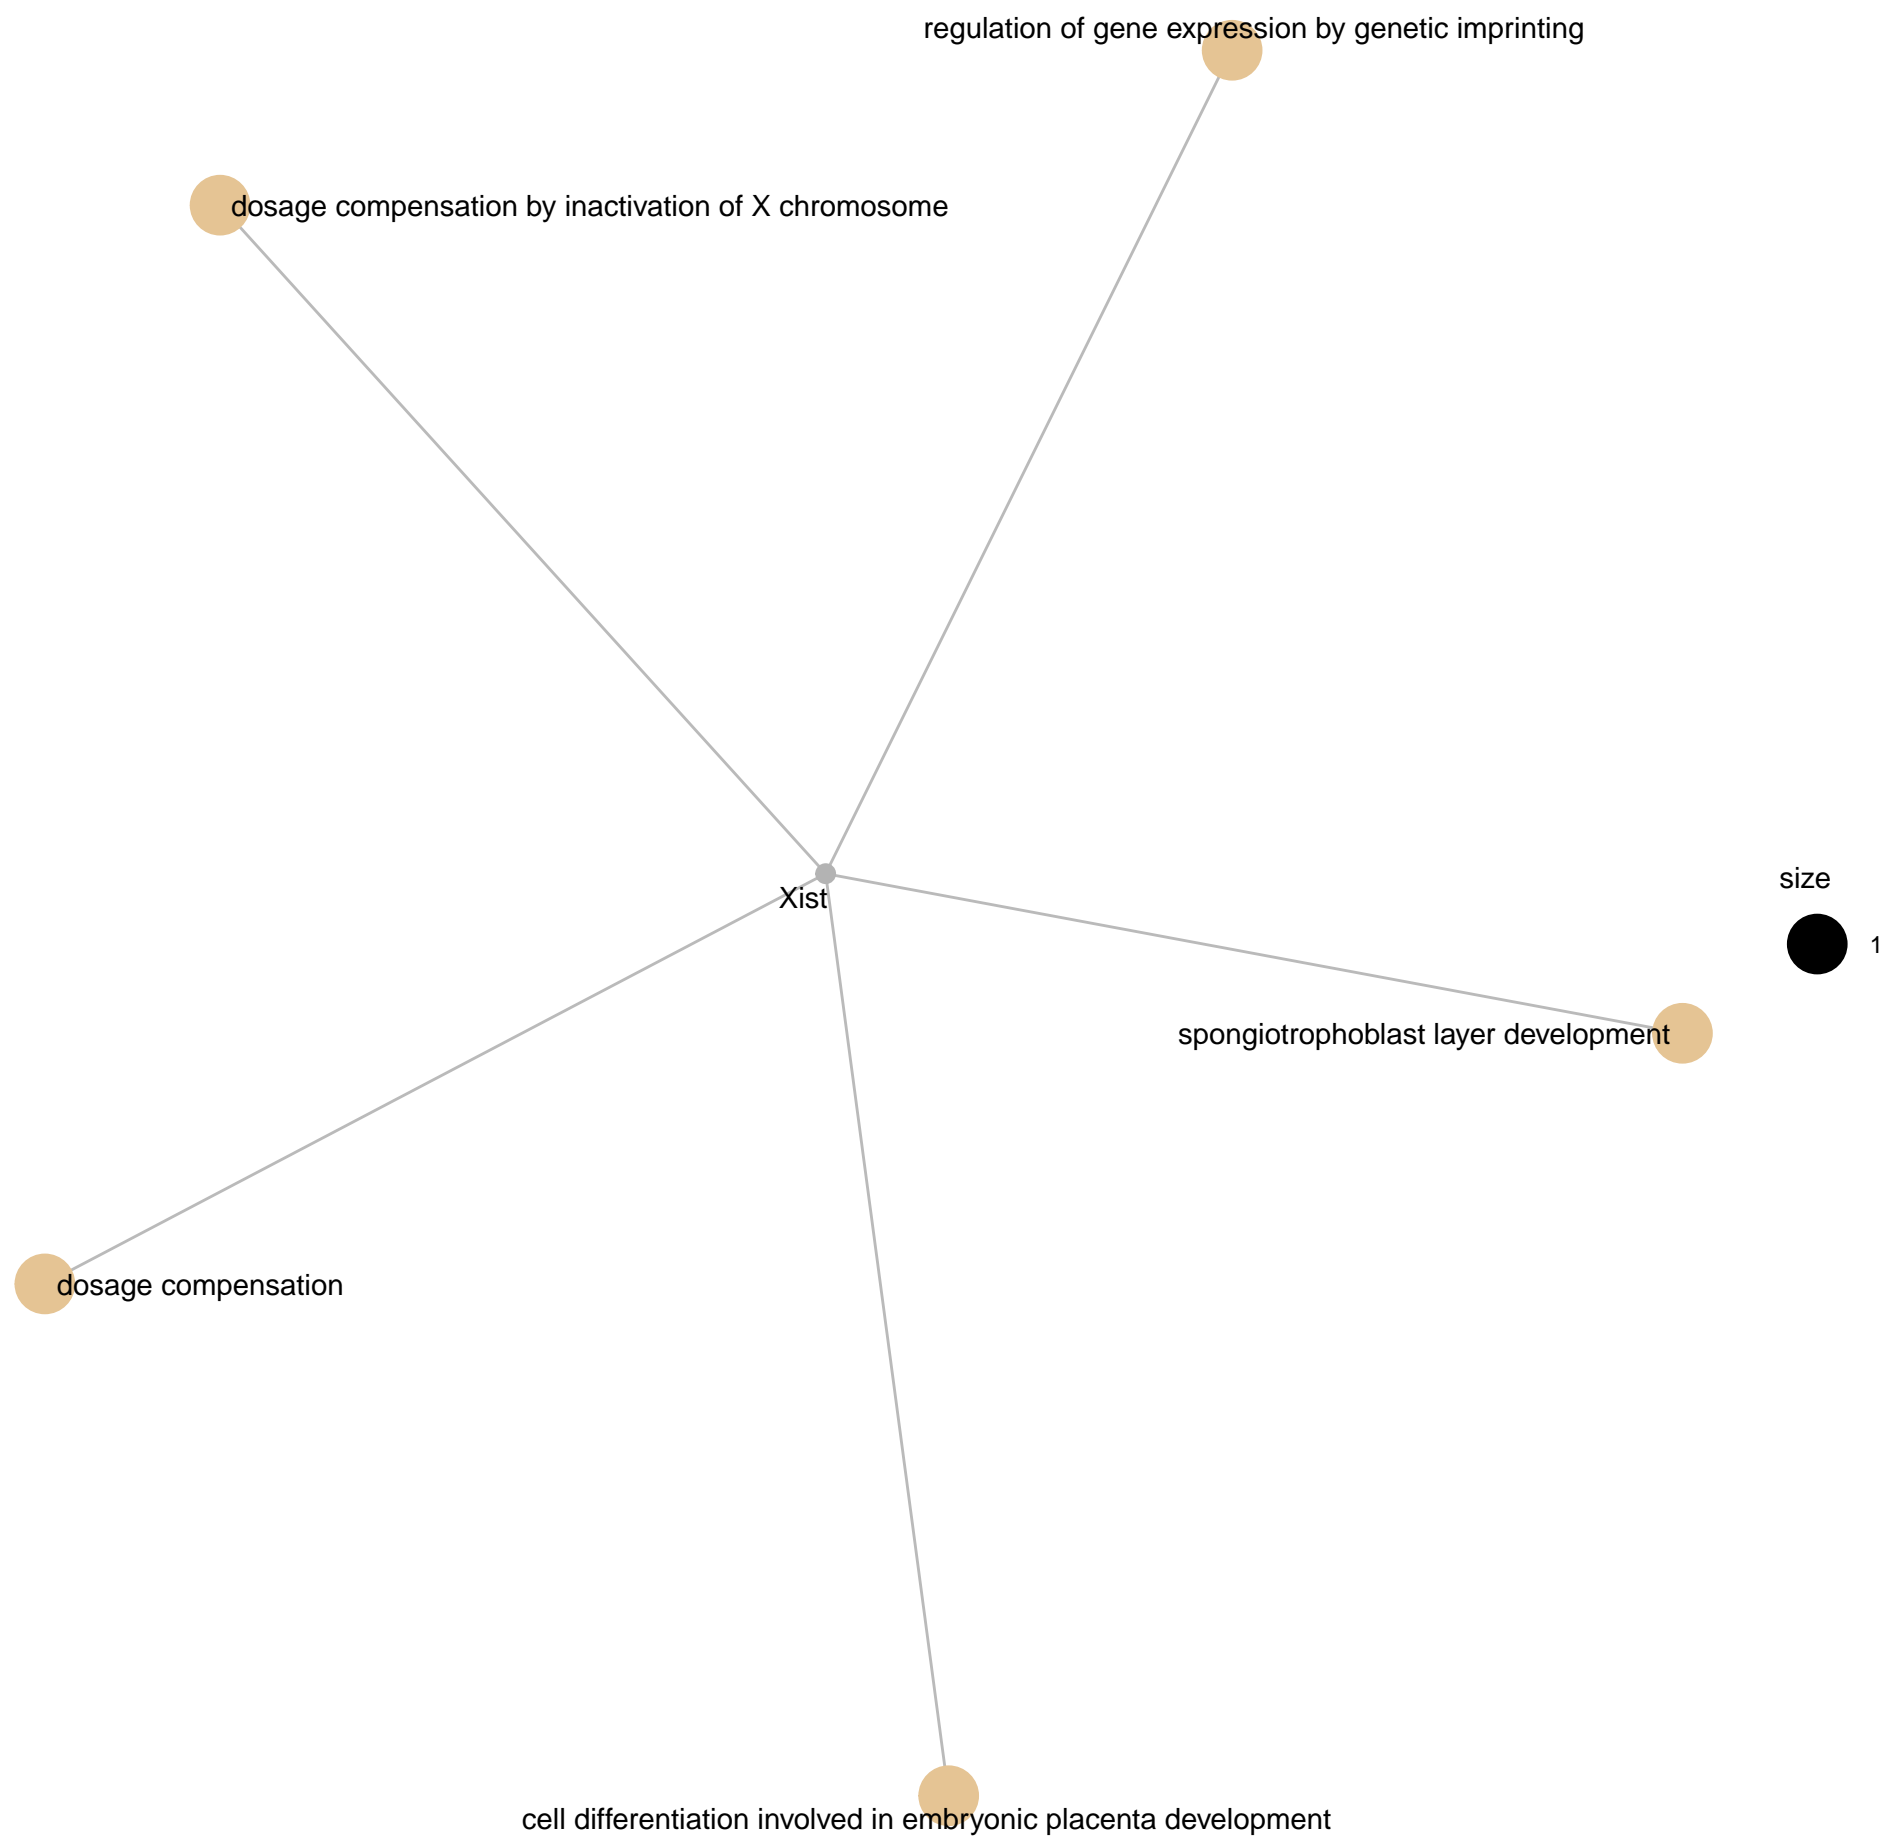 regulation of gene expression by genetic imprinting
dosage compensation by inactivation of X chromosome
size
Xist
1
spongiotrophoblast layer development
dosage compensation
cell differentiation involved in embryonic placenta development